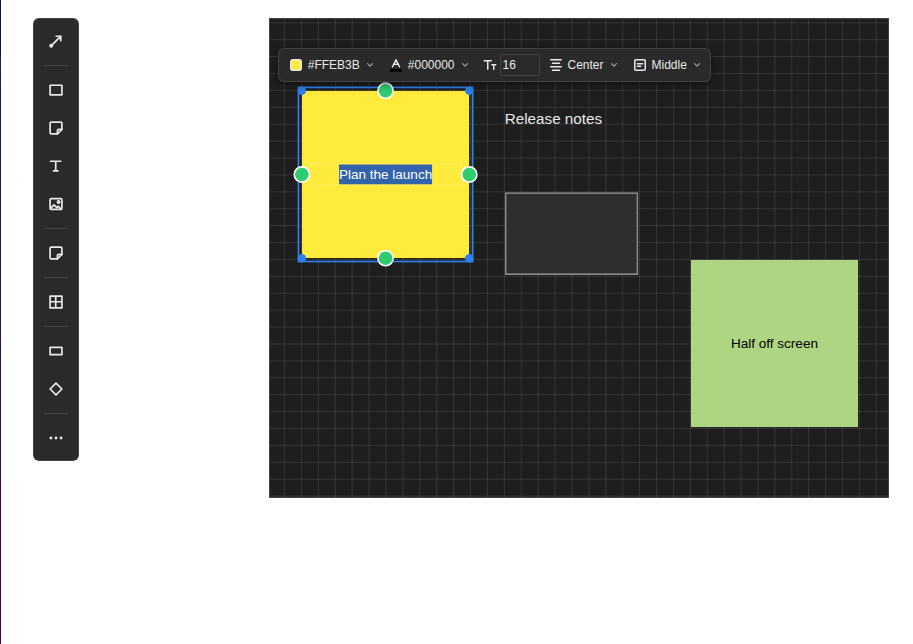 #FFEB3B
#000000
16
Center
Middle
Release notes
Plan the launch
Half off screen